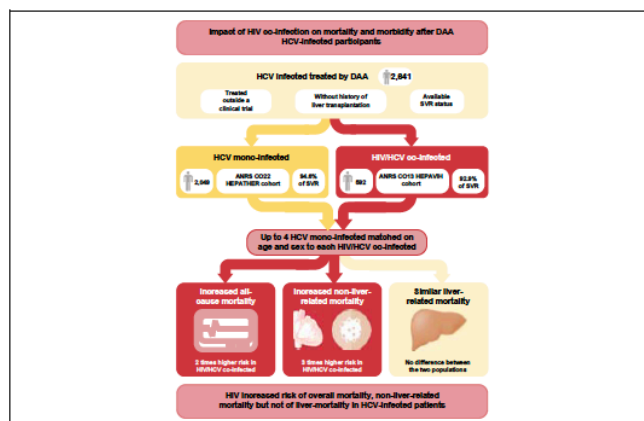 Impact of HIV co-infection on mortality and morbidity after DAA
HCV-infected participants
HCV infected treated by DAA 2,641
Treated
outside a
clinical trial
Without history of
liver transplantation
Available
SVR status
HCV mono-infected
2,049
ANRS CO22
HEPATHER cohort
94.6%
of SVR
HIV/HCV co-infected
592
ANRS CO13 HEPAVIH
cohort
92.9%
of SVR
Up to 4 HCV mono-infected matched on
age and sex to each HIV/HCV co-infected
Increased all-
cause mortality
2 times higher risk in
HIV/HCV co-infected
Increased non-liver-
related mortality
3 times higher risk in
HIV/HCV co-infected
Similar liver-
related mortality
No difference between
the two populations
HIV increased risk of overall mortality, non-liver-related
mortality but not of liver-mortality in HCV-infected patients